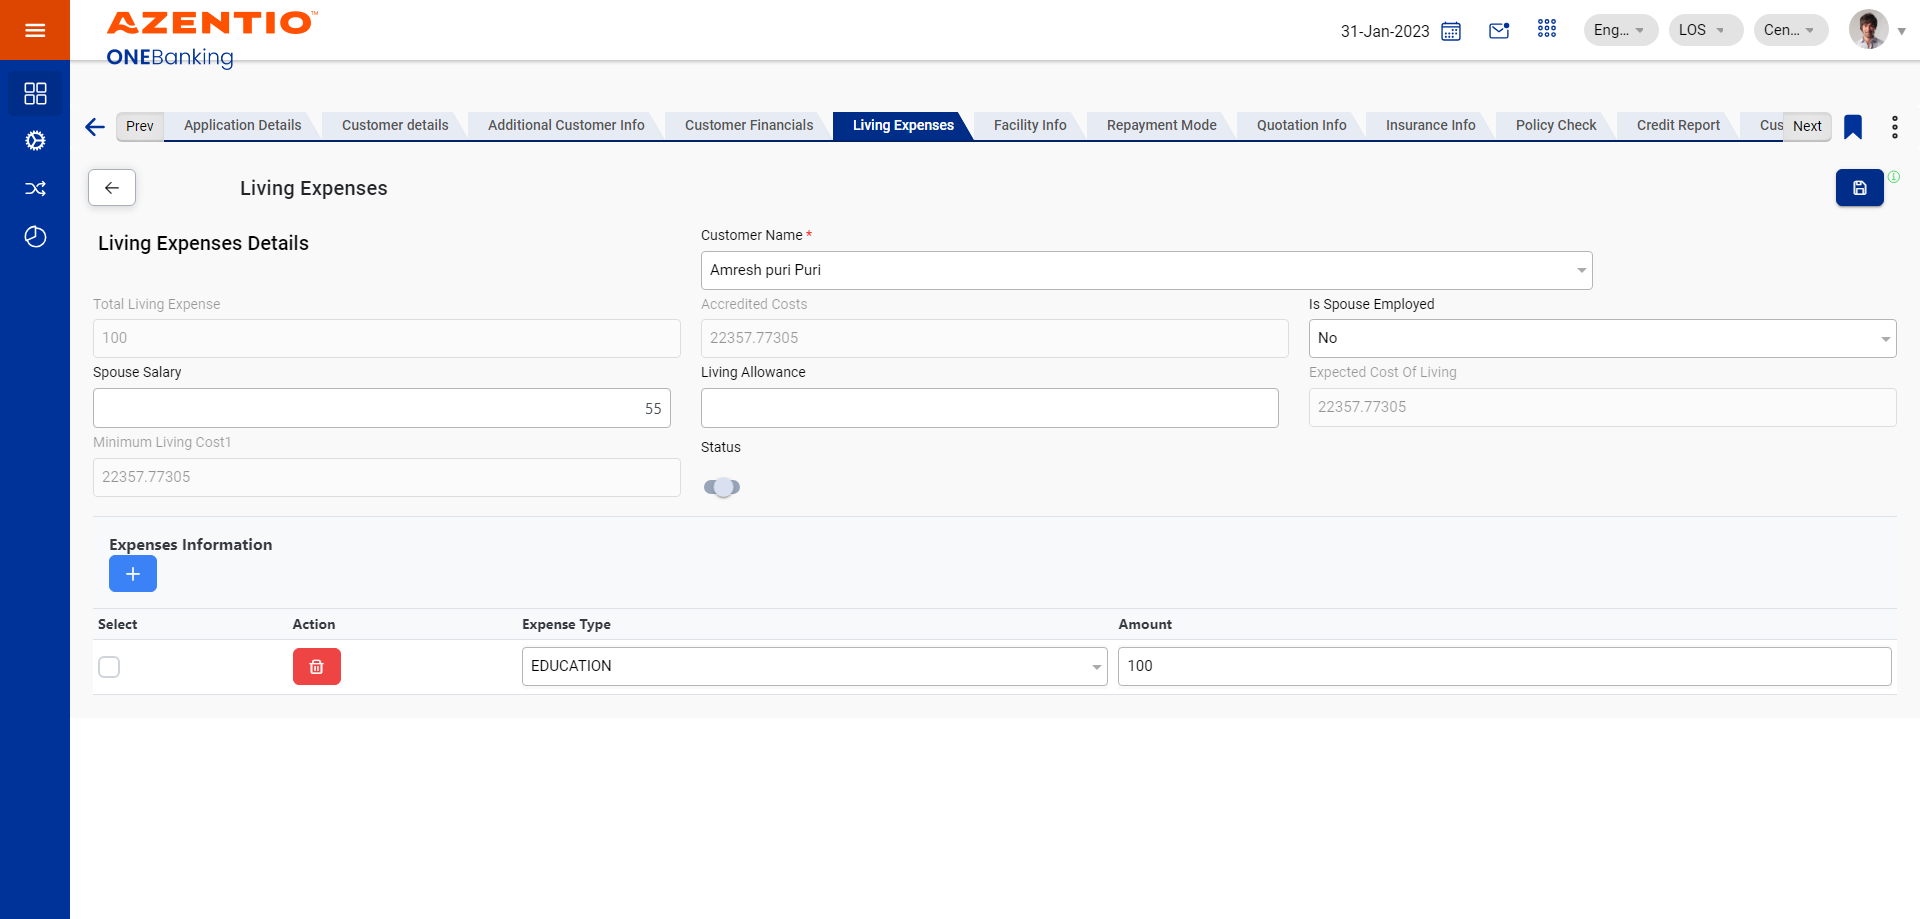 AZENTIO™
ONEBanking
31-Jan-2023
Eng...
LOS
Cen...
Prev
Application Details
Customer details
Additional Customer Info
Customer Financials
Living Expenses
Facility Info
Repayment Mode
Quotation Info
Insurance Info
Policy Check
Credit Report
Cus
Next
Living Expenses
Living Expenses Details
Customer Name *
Amresh puri Puri
Total Living Expense
100
Accredited Costs
22357.77305
Is Spouse Employed
No
Spouse Salary
55
Living Allowance
Expected Cost Of Living
22357.77305
Minimum Living Cost1
22357.77305
Status
Expenses Information
Select
Action
Expense Type
Amount
EDUCATION
100